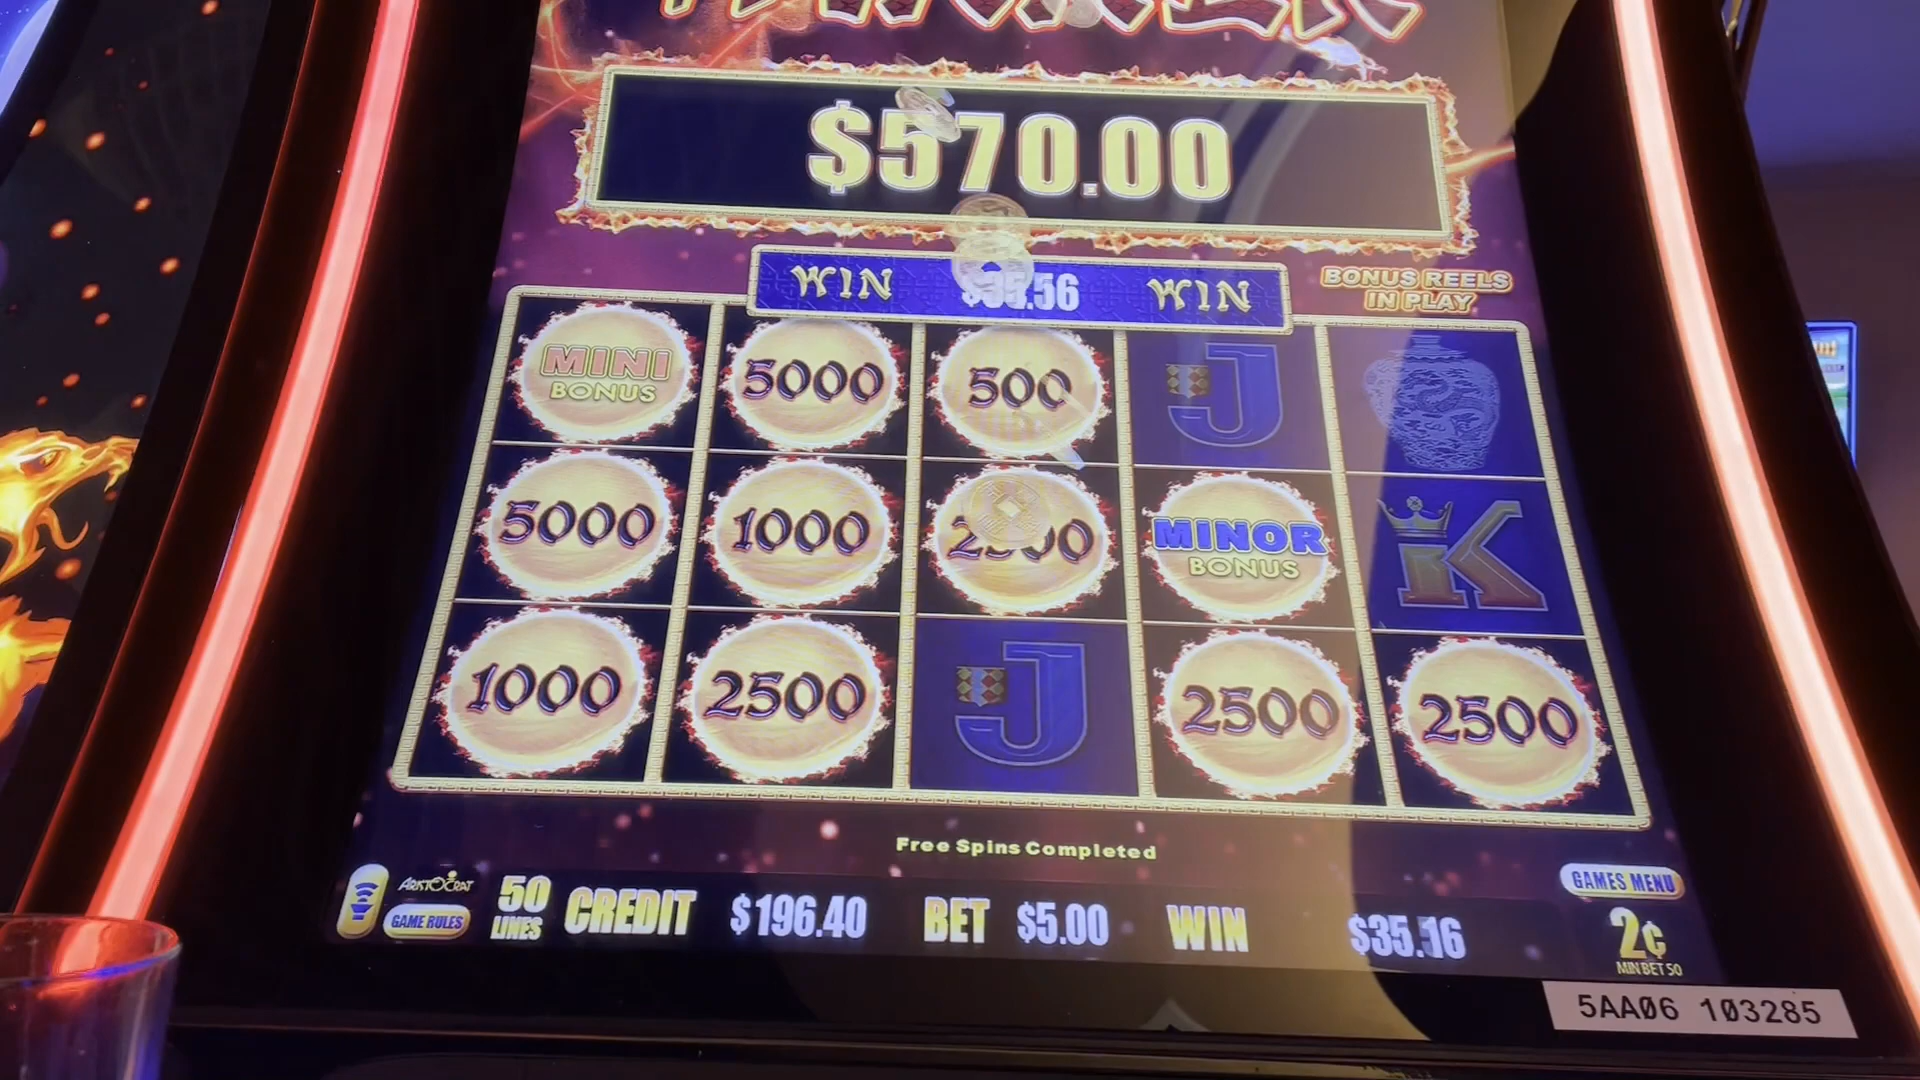 $570.00
WIN $35.56 WIN
BONUS REELS
IN PLAY
MINI
BONUS
5000
500
J
5000
1000
MINOR
BONUS
K
1000
2500
J
2500
2500
Free Spins Completed
ARISTOCRAT
GAME RULES
50
LINES
CREDIT $196.40 BET $5.00 WIN $35.16
GAMES MENU
2¢
MIN BET 50
5AA06 103285